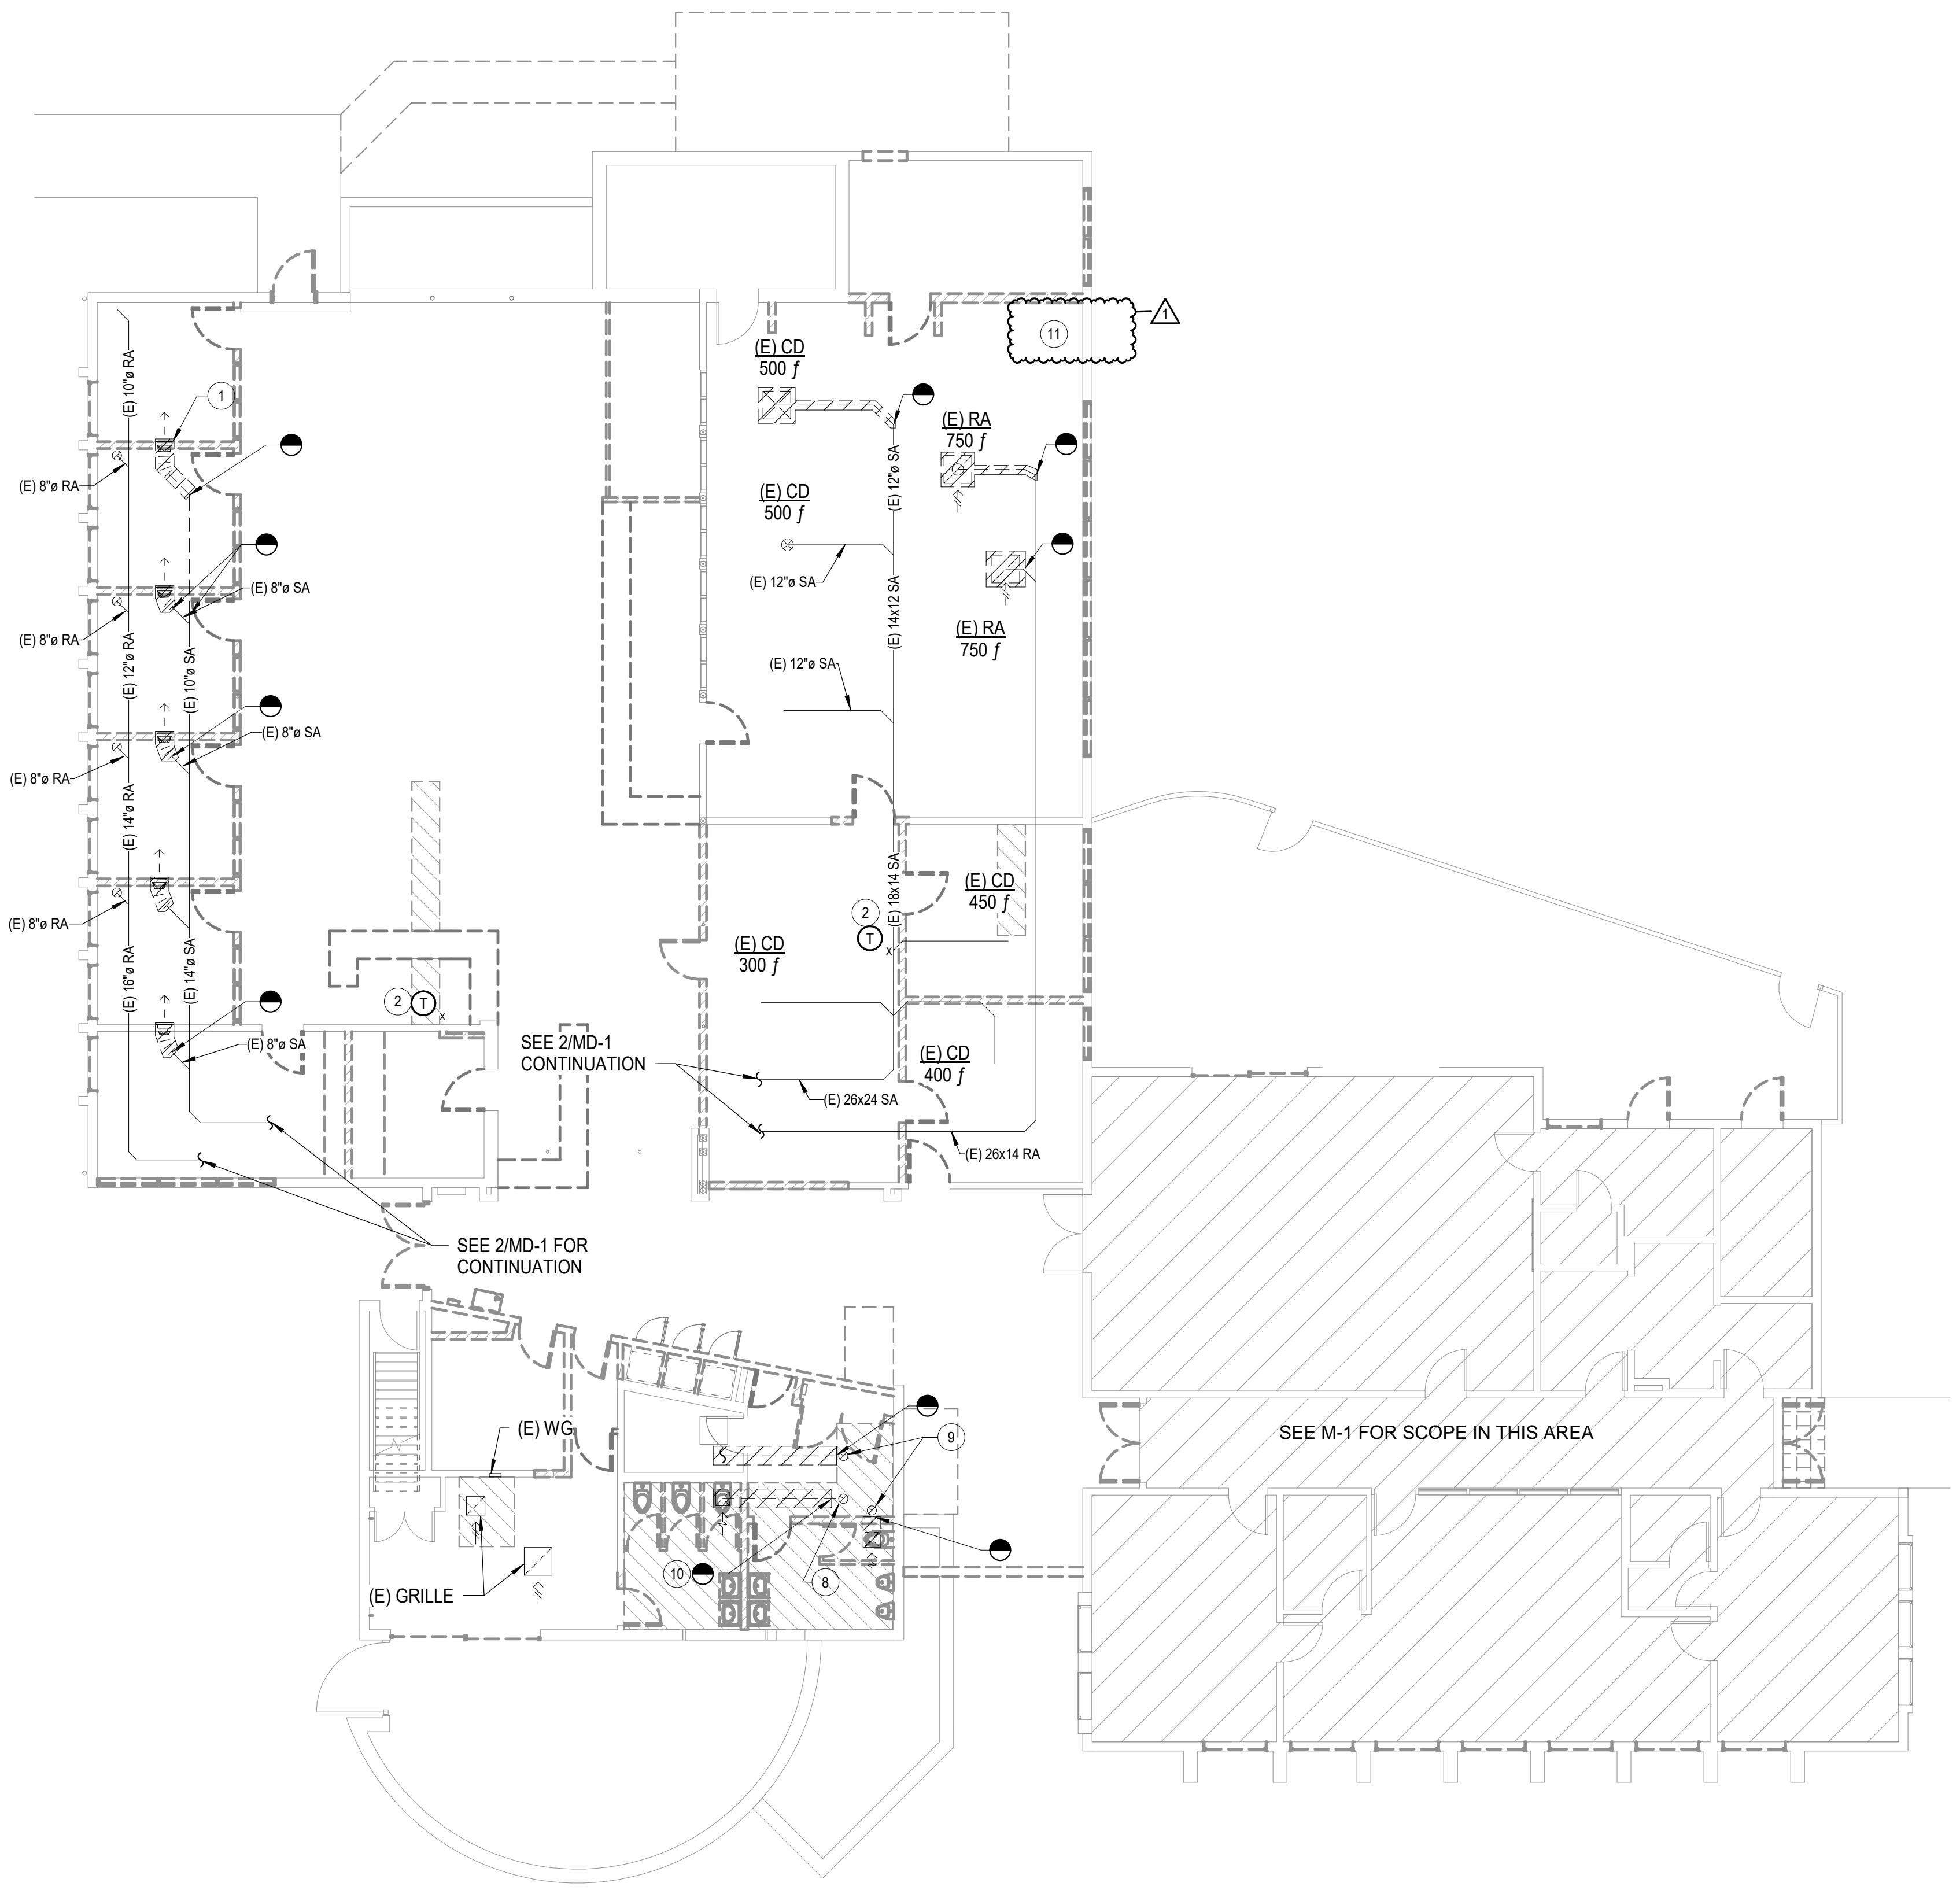 11
1
(E) CD
500 ƒ
(E) 10"ø RA
1
(E) RA
750 ƒ
(E) 12"ø SA
(E) 8"ø RA
(E) CD
500 ƒ
(E) 12"ø SA
(E) 8"ø SA
(E) 14x12 SA
(E) 8"ø RA
(E) RA
750 ƒ
(E) 12"ø RA
(E) 10"ø SA
(E) 12"ø SA
(E) 8"ø SA
(E) 8"ø RA
(E) 14"ø RA
(E) 18x14 SA
(E) CD
450 ƒ
2
T
x
(E) 8"ø RA
(E) CD
300 ƒ
(E) 16"ø RA
(E) 14"ø SA
2
T
x
(E) 8"ø SA
SEE 2/MD-1
CONTINUATION
(E) CD
400 ƒ
(E) 26x24 SA
(E) 26x14 RA
SEE 2/MD-1 FOR
CONTINUATION
(E) WG
9
SEE M-1 FOR SCOPE IN THIS AREA
10
8
(E) GRILLE